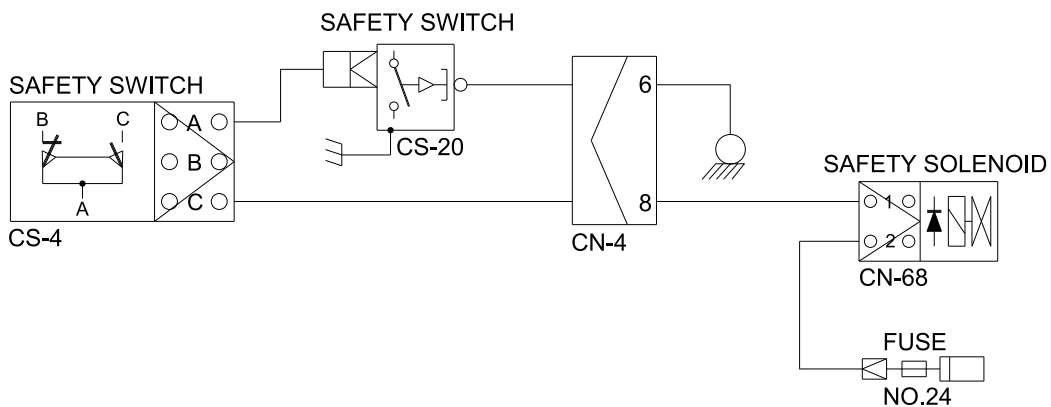 SAFETY SWITCH
SAFETY SWITCH
B C
A
A
B
C
CS-4
CS-20
6
8
CN-4
SAFETY SOLENOID
1
2
CN-68
FUSE
NO.24